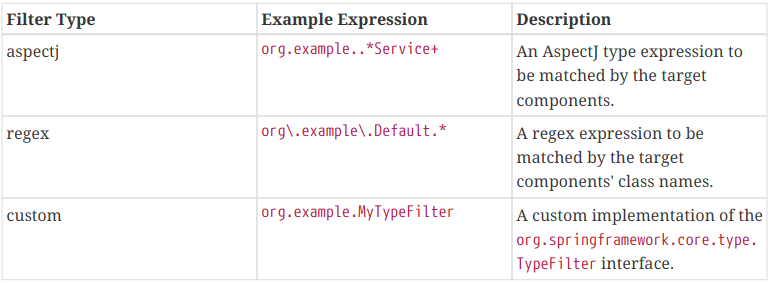 Filter Type Example Expression Description
aspectj org.example..*Service+ An AspectJ type expression to
be matched by the target
components.
regex org\.example\.Default.* A regex expression to be
matched by the target
components' class names.
custom org.example.MyTypeFilter A custom implementation of the
org.springframework.core.type.
TypeFilter interface.